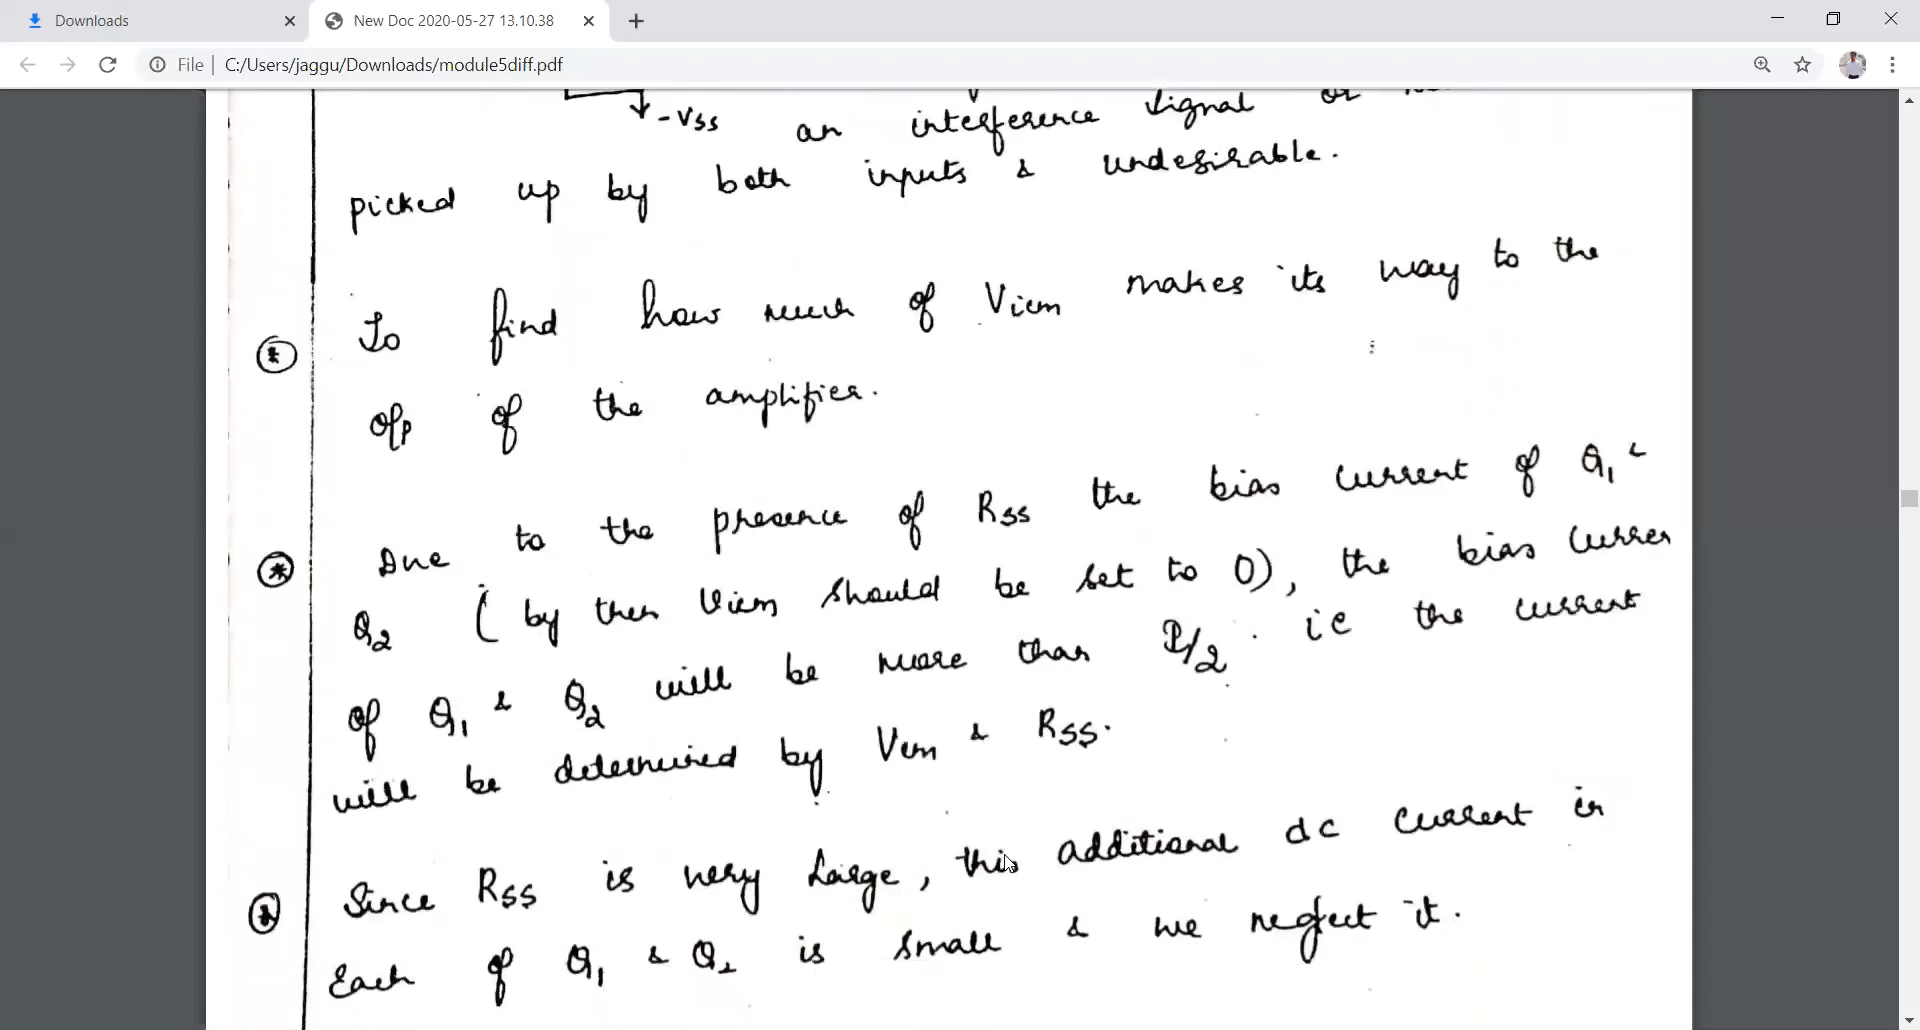 Downloads
New Doc 2020-05-27 13.10.38
File | C:/Users/jaggu/Downloads/module5diff.pdf
-Vss an interference signal or
picked up by both inputs & undesirable.
To find how much of Vicm makes its way to the
o/p of the amplifier.
Due to the presence of Rss the bias current of Q1 &
Q2 (by then Vicm should be set to 0), the bias curren
of Q1 & Q2 will be more than I/2. ie the current
will be determined by Vcm & RSS.
Since RSS is very large, this additional dc current in
Each of Q1 & Q2 is small & we neglect it.